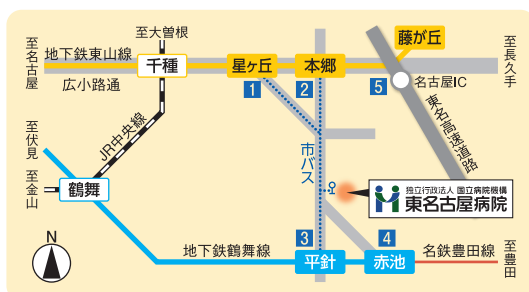 至大曽根
藤が丘
至名古屋
地下鉄東山線
千種
星ヶ丘
本郷
至長久手
広小路通
1
2
5
名古屋IC
至伏見
JR中央線
東名高速道路
市バス
至金山
鶴舞
独立行政法人 国立病院機構
東名古屋病院
N
地下鉄鶴舞線
3
平針
4
赤池
名鉄豊田線
至豊田